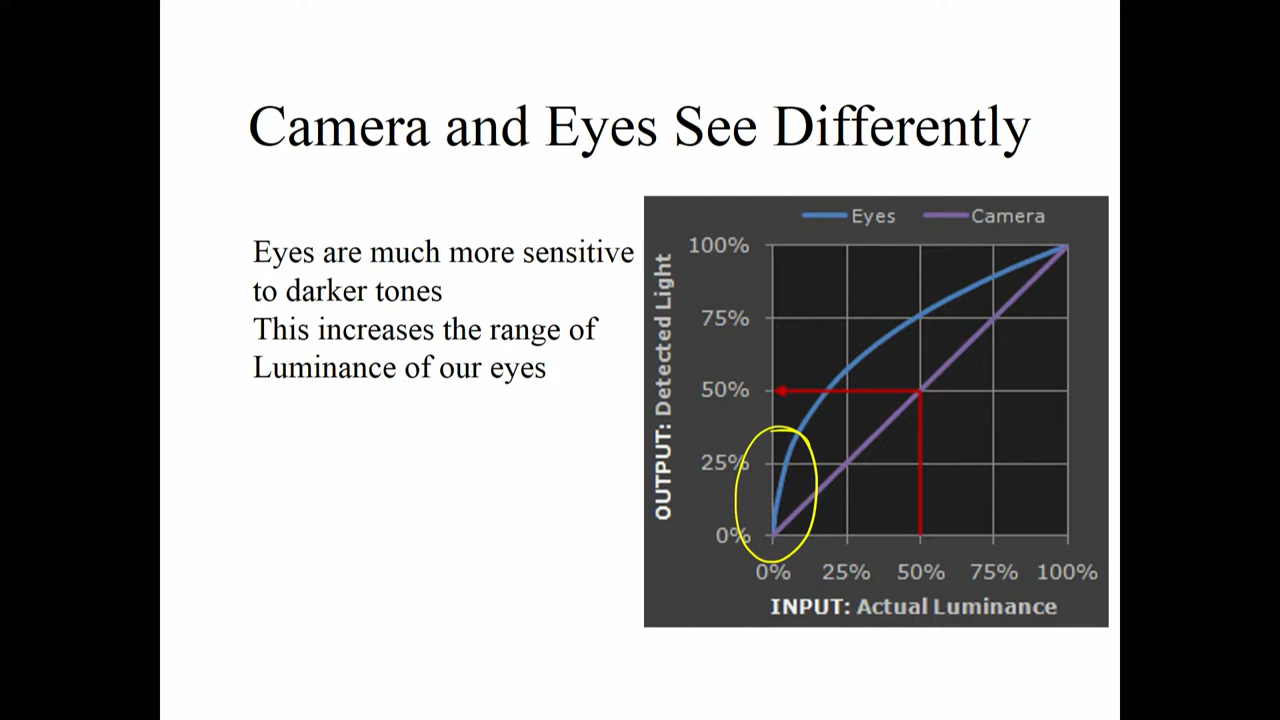 Camera and Eyes See Differently
Eyes are much more sensitive
to darker tones
This increases the range of
Luminance of our eyes
Eyes Camera
100%
75%
50%
25%
0%
OUTPUT: Detected Light
0% 25% 50% 75% 100%
INPUT: Actual Luminance